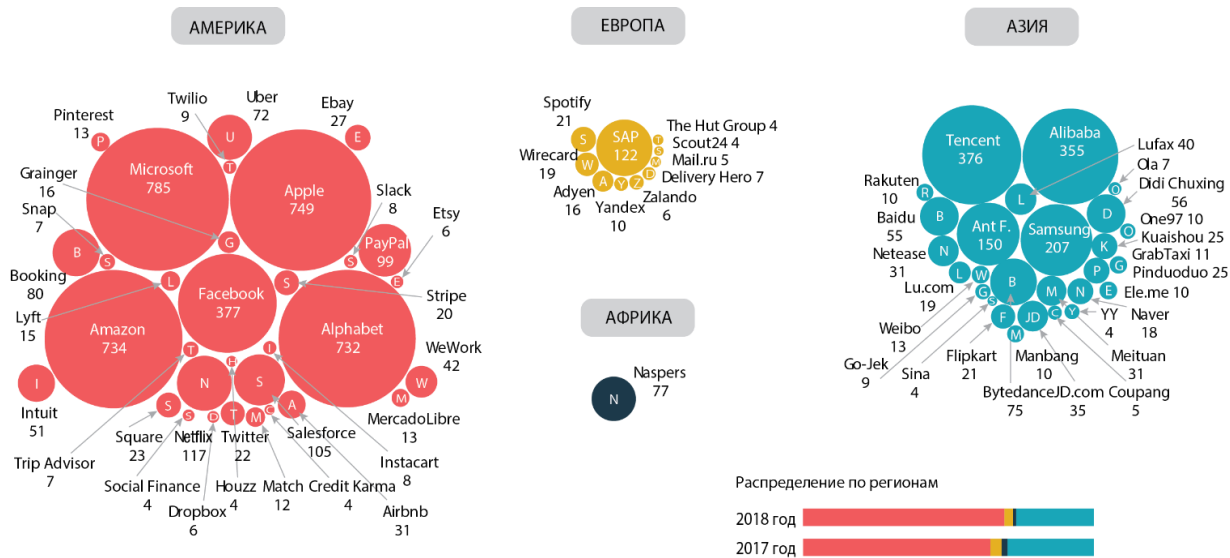 АМЕРИКА
Pinterest
13
P
Twilio
9
T
Uber
72
U
Ebay
27
E
Microsoft
785
Apple
749
Grainger
16
G
Snap
7
S
Slack
8
S
Etsy
6
E
PayPal
99
Booking
80
B
Lyft
15
L
Facebook
377
Stripe
20
S
Amazon
734
Alphabet
732
WeWork
42
W
MercadoLibre
13
M
Intuit
51
I
Square
23
S
Trip Advisor
7
T
Social Finance
4
S
Netflix
117
N
Dropbox
6
D
Twitter
22
T
Houzz
4
H
Match
12
M
Credit Karma
4
C
Salesforce
105
S
Instacart
8
I
Airbnb
31
A
ЕВРОПА
Spotify
21
S
SAP
122
The Hut Group 4
T
Scout24 4
S
Mail.ru 5
M
Delivery Hero 7
D
Wirecard
19
W
Adyen
16
A
Yandex
10
Y
Zalando
6
Z
АФРИКА
Naspers
77
N
АЗИЯ
Tencent
376
Alibaba
355
Lufax 40
L
Ola 7
O
Didi Chuxing
56
D
One97 10
O
Kuaishou 25
K
GrabTaxi 11
G
Pinduoduo 25
P
Ele.me 10
E
Rakuten
10
R
Baidu
55
B
Netease
31
N
Ant F.
150
Samsung
207
Lu.com
19
L
Weibo
13
W
Go-Jek
9
G
Sina
4
S
Flipkart
21
F
Bytedance
75
B
Manbang
10
M
JD.com
35
JD
Coupang
5
C
Meituan
31
M
YY
4
Y
Naver
18
N
Распределение по регионам
2018 год
2017 год